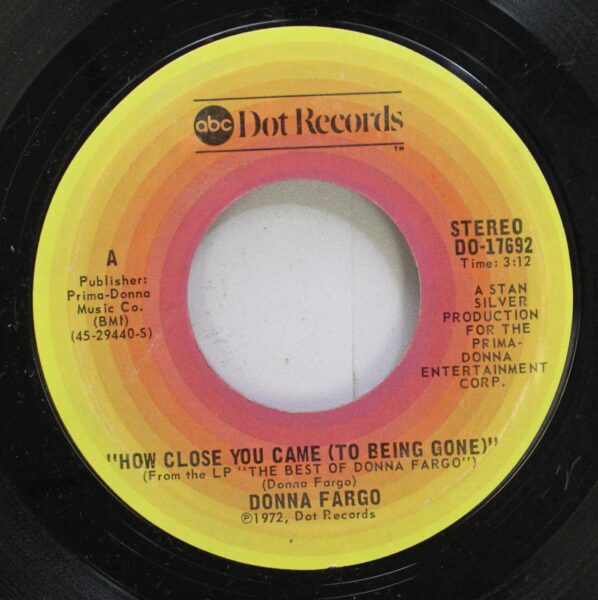 abc Dot Records
TM
A
Publisher:
Prima-Donna
Music Co.
(BMI)
(45-29440-S)
STEREO
DO-17692
Time: 3:12
A STAN
SILVER
PRODUCTION
FOR THE
PRIMA-
DONNA
ENTERTAINMENT
CORP.
"HOW CLOSE YOU CAME (TO BEING GONE)"
(From the LP "THE BEST OF DONNA FARGO")
(Donna Fargo)
DONNA FARGO
℗1972, Dot Records